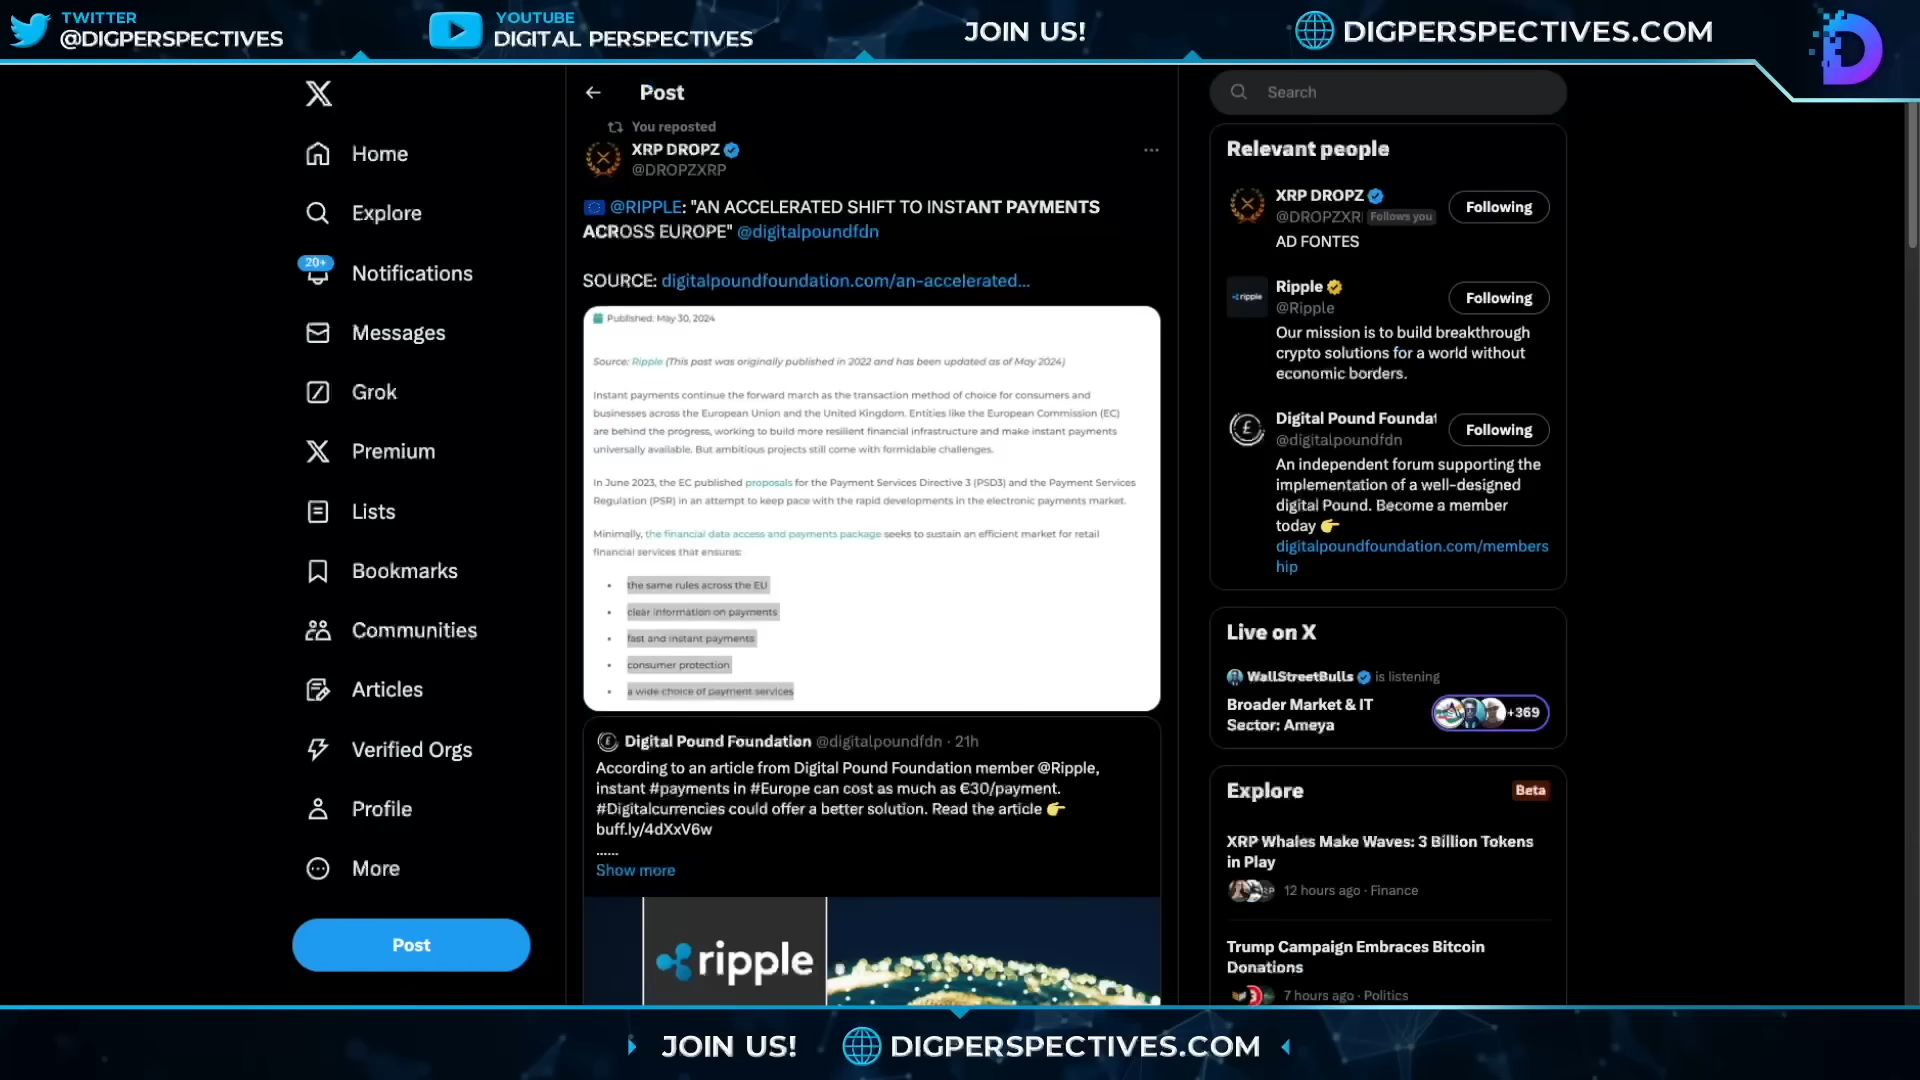 TWITTER
@DIGPERSPECTIVES
YOUTUBE
DIGITAL PERSPECTIVES
JOIN US!
DIGPERSPECTIVES.COM
Home
Explore
20+
Notifications
Messages
Grok
Premium
Lists
Bookmarks
Communities
Articles
Verified Orgs
Profile
More
Post
Post
You reposted
XRP DROPZ
@DROPZXRP
@RIPPLE: "AN ACCELERATED SHIFT TO INSTANT PAYMENTS
ACROSS EUROPE" @digitalpoundfdn
SOURCE: digitalpoundfoundation.com/an-accelerated...
Published: May 30, 2024
Source: Ripple (This post was originally published in 2022 and has been updated as of May 2024)
Instant payments continue the forward march as the transaction method of choice for consumers and
businesses across the European Union and the United Kingdom. Entities like the European Commission (EC)
are behind the progress, working to build more resilient financial infrastructure and make instant payments
universally available. But ambitious projects still come with formidable challenges.
In June 2023, the EC published proposals for the Payment Services Directive 3 (PSD3) and the Payment Services
Regulation (PSR) in an attempt to keep pace with the rapid developments in the electronic payments market.
Minimally, the financial data access and payments package seeks to sustain an efficient market for retail
financial services that ensures:
• the same rules across the EU
• clear information on payments
• fast and instant payments
• consumer protection
• a wide choice of payment services
Digital Pound Foundation @digitalpoundfdn · 21h
According to an article from Digital Pound Foundation member @Ripple,
instant #payments in #Europe can cost as much as €30/payment.
#Digitalcurrencies could offer a better solution. Read the article 👉
buff.ly/4dXxV6w
......
Show more
ripple
Search
Relevant people
XRP DROPZ
Following
@DROPZXR Follows you
AD FONTES
Ripple
Following
@Ripple
Our mission is to build breakthrough
crypto solutions for a world without
economic borders.
Digital Pound Foundat
Following
@digitalpoundfdn
An independent forum supporting the
implementation of a well-designed
digital Pound. Become a member
today 👉
digitalpoundfoundation.com/members
hip
Live on X
WallStreetBulls is listening
Broader Market & IT
Sector: Ameya
+369
Explore
Beta
XRP Whales Make Waves: 3 Billion Tokens
in Play
12 hours ago · Finance
Trump Campaign Embraces Bitcoin
Donations
7 hours ago · Politics
JOIN US!
DIGPERSPECTIVES.COM